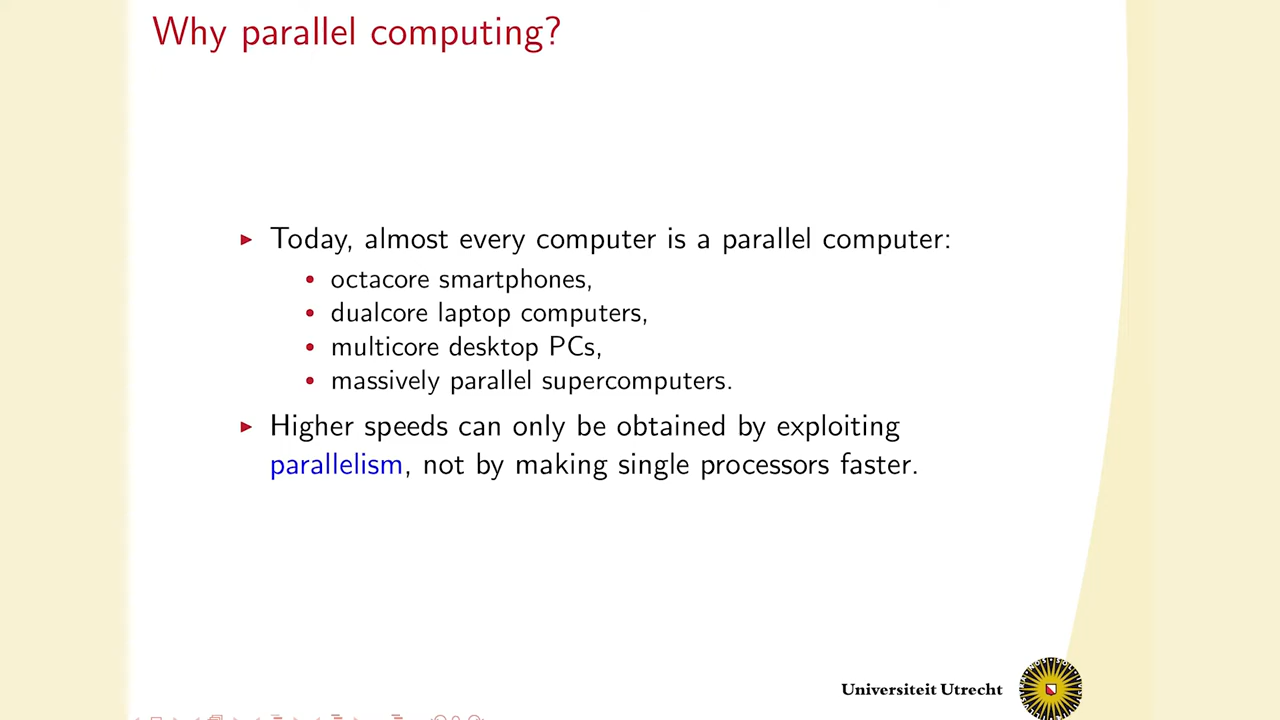 Why parallel computing?
Today, almost every computer is a parallel computer:
octacore smartphones,
dualcore laptop computers,
multicore desktop PCs,
massively parallel supercomputers.
Higher speeds can only be obtained by exploiting
parallelism, not by making single processors faster.
Universiteit Utrecht